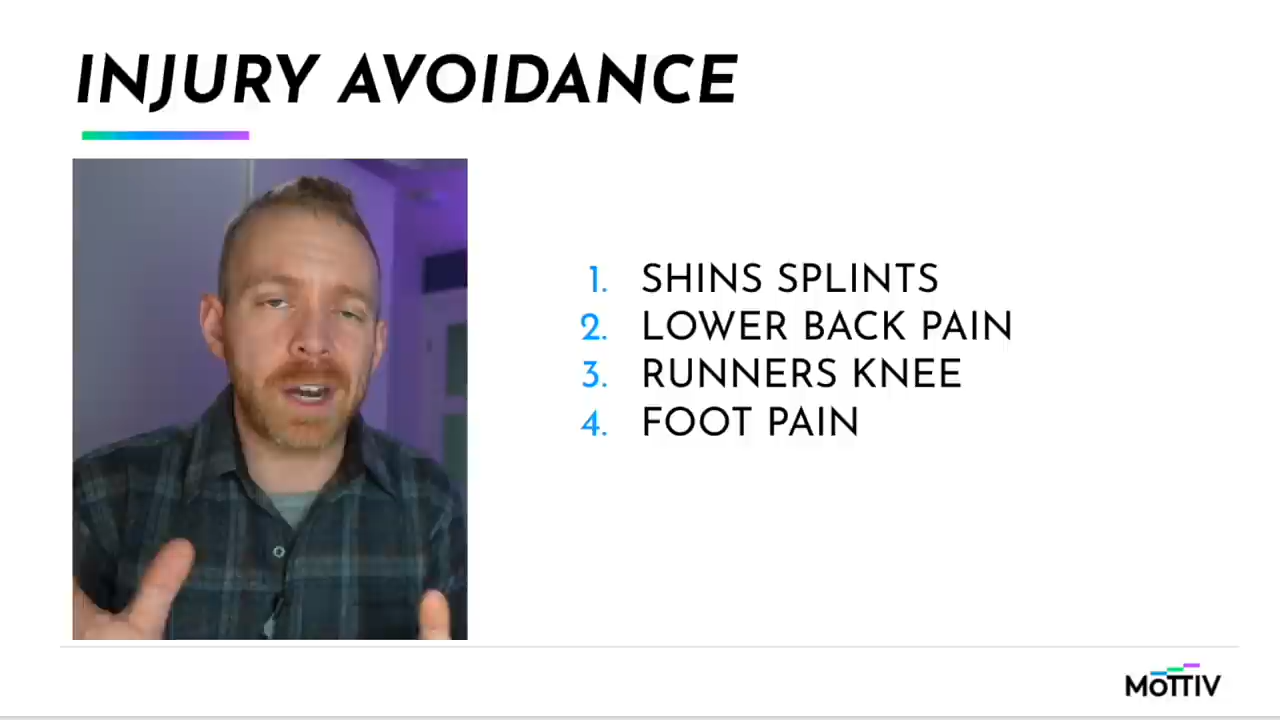 INJURY AVOIDANCE
1. SHINS SPLINTS
2. LOWER BACK PAIN
3. RUNNERS KNEE
4. FOOT PAIN
MOTTIV